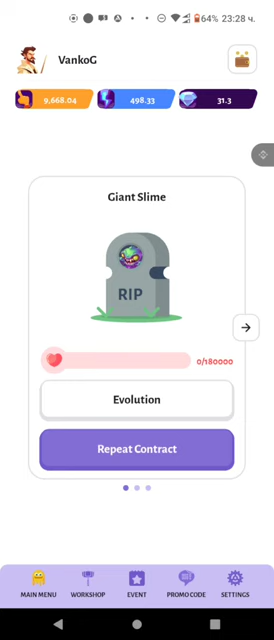 64% 23:28 ч.
VankoG
9,668.04 498.33 31.3
Giant Slime
RIP
0/180000
Evolution
Repeat Contract
MAIN MENU WORKSHOP EVENT PROMO CODE SETTINGS